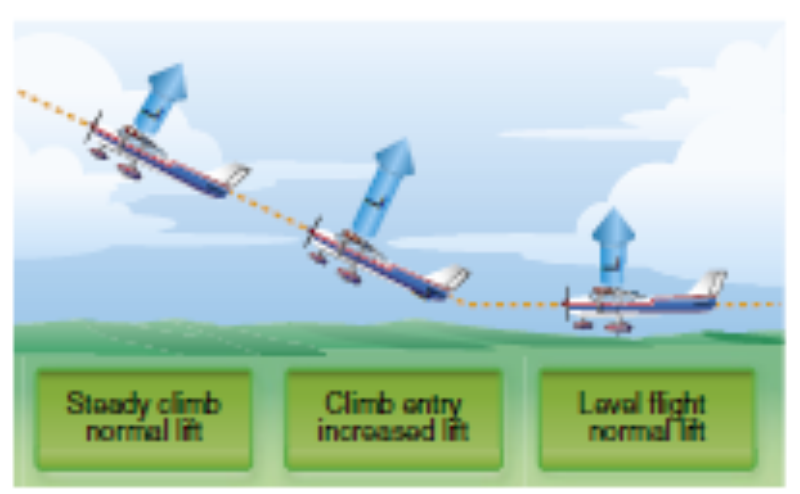 L
L
L
Steady climb
normal lift
Climb entry
increased lift
Level flight
normal lift